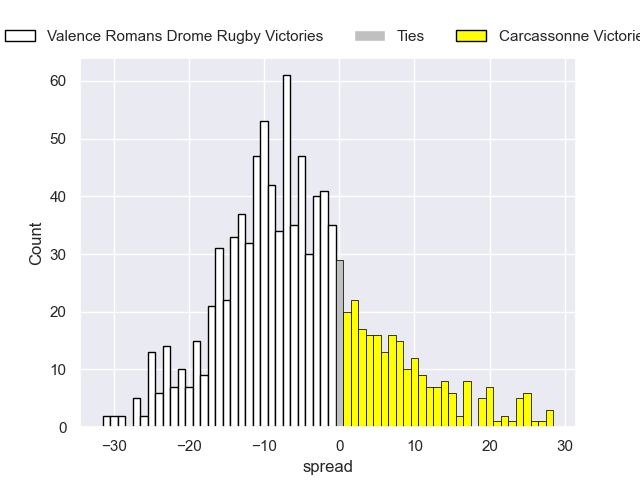 Valence Romans Drome Rugby Victories Ties Carcassonne Victorie
60
50
40
30
20
10
0
Count
−30 −20 −10 0 10 20 30
spread